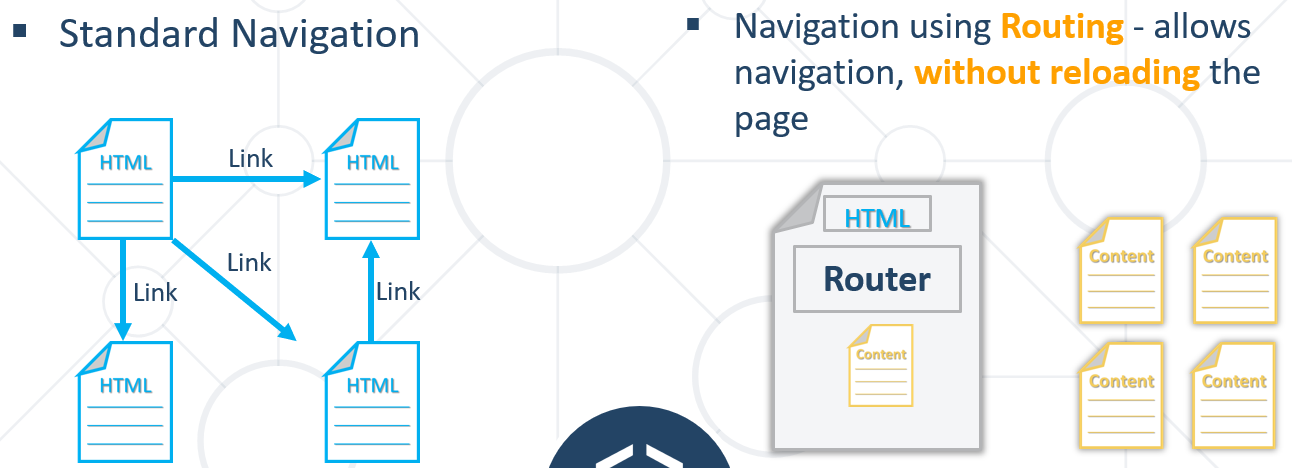 ▪ Standard Navigation
HTML
Link
HTML
Link
Link
Link
HTML
HTML
▪ Navigation using Routing - allows
navigation, without reloading the
page
HTML
Router
Content
Content
Content
Content
Content